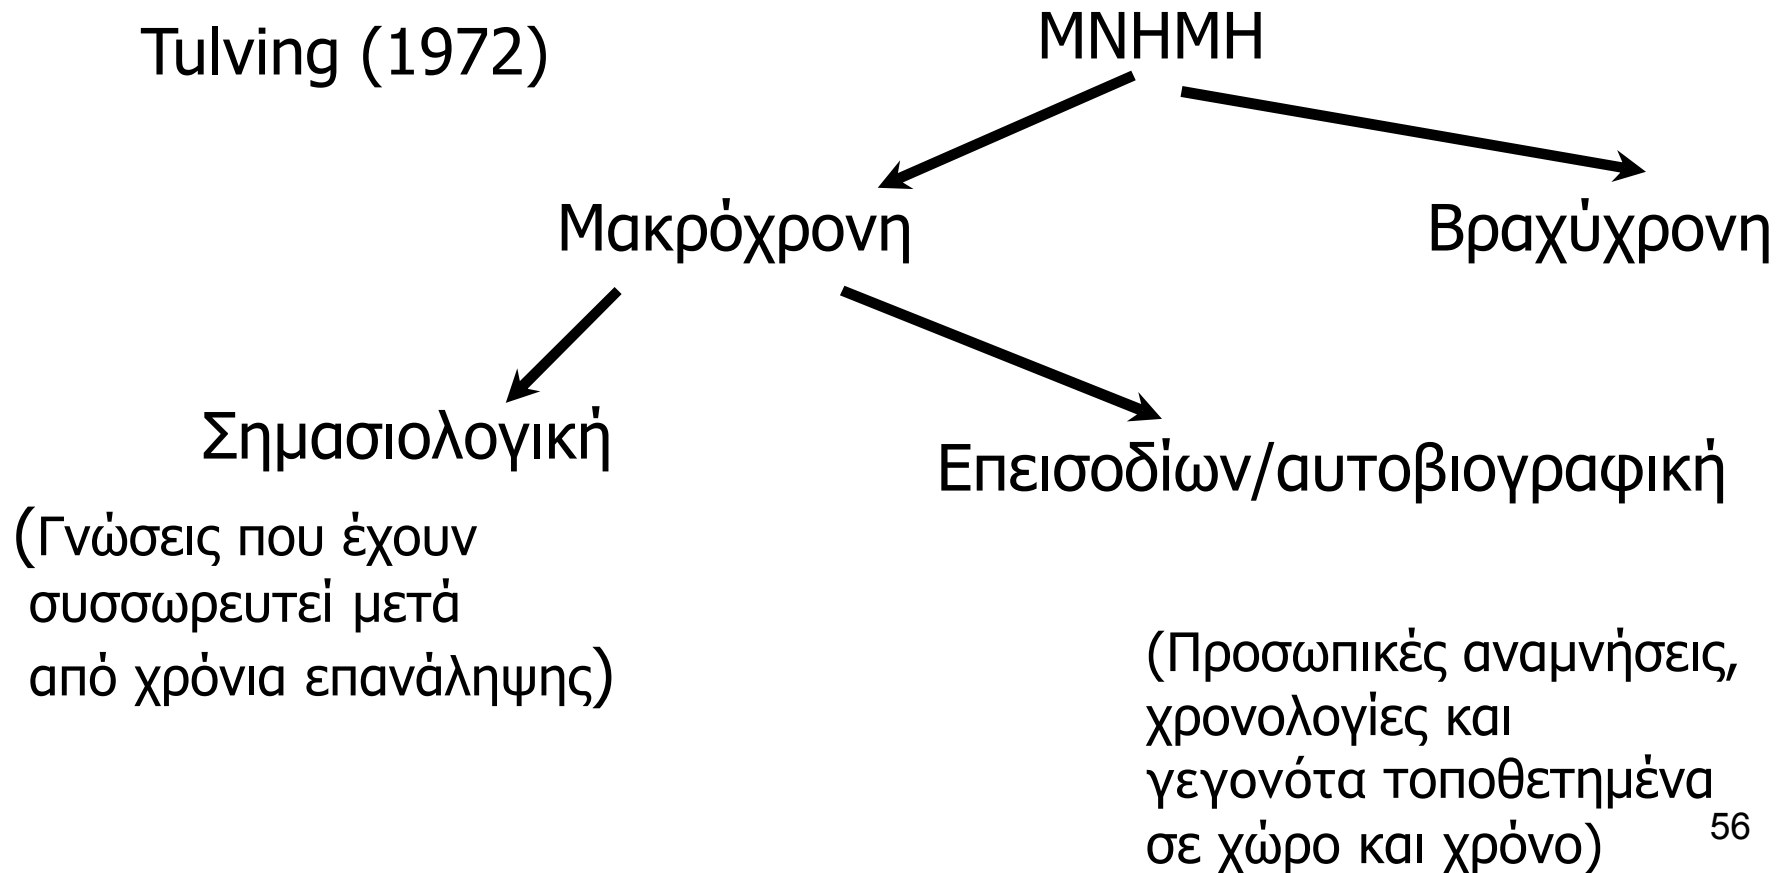 Tulving (1972)
ΜΝΗΜΗ
Μακρόχρονη
Βραχύχρονη
Σημασιολογική
Επεισοδίων/αυτοβιογραφική
(Γνώσεις που έχουν
συσσωρευτεί μετά
από χρόνια επανάληψης)
(Προσωπικές αναμνήσεις,
χρονολογίες και
γεγονότα τοποθετημένα
σε χώρο και χρόνο)
56